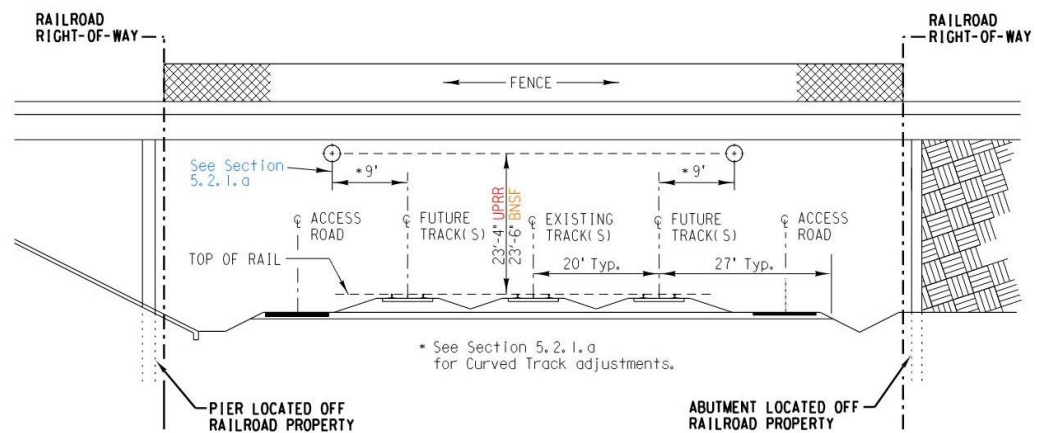 RAILROAD
RIGHT-OF-WAY
RAILROAD
RIGHT-OF-WAY
FENCE
See Section
5.2.1.a
*9'
*9'
23'-4" UPRR
23'-6" BNSF
℄ ACCESS
ROAD
℄ FUTURE
TRACK(S)
℄ EXISTING
TRACK(S)
℄ FUTURE
TRACK(S)
℄ ACCESS
ROAD
TOP OF RAIL
20' Typ.
27' Typ.
* See Section 5.2.1.a
for Curved Track adjustments.
PIER LOCATED OFF
RAILROAD PROPERTY
ABUTMENT LOCATED OFF
RAILROAD PROPERTY